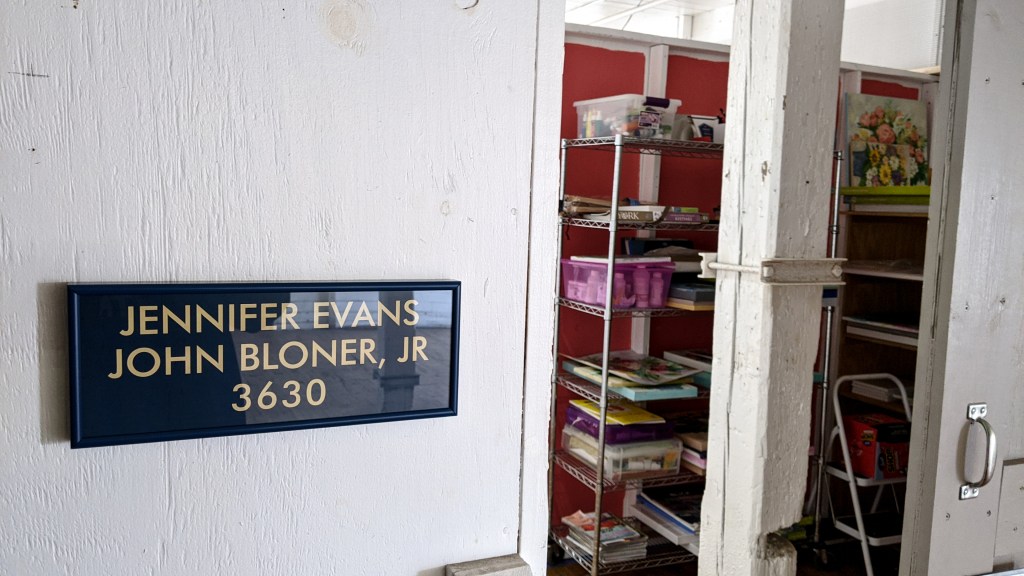 JENNIFER EVANS
JOHN BLONER, JR
3630